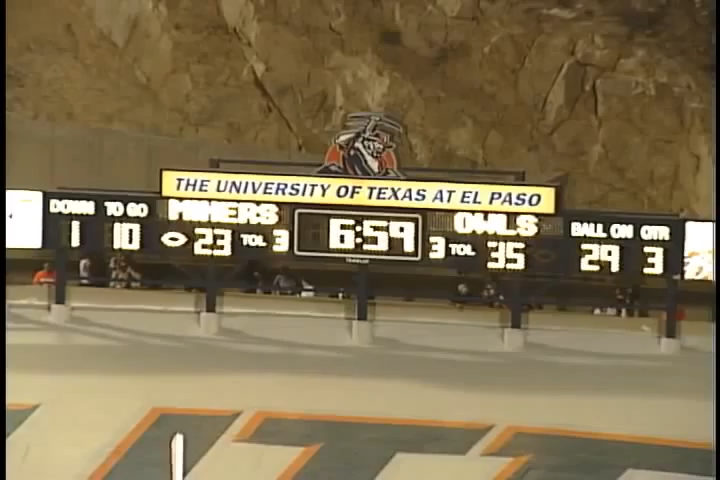 THE UNIVERSITY OF TEXAS AT EL PASO
DOWN TO GO MINERS 6:59 OWLS BALL ON QTR
1 10 23 TOL 3 3 TOL 35 29 3